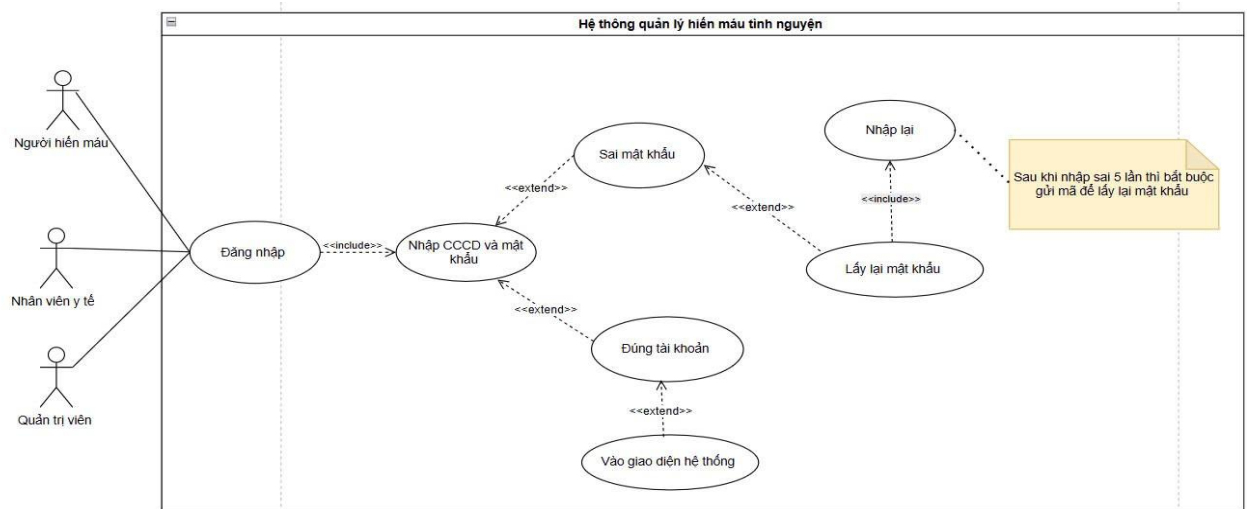 Hệ thông quản lý hiến máu tình nguyện
Người hiến máu
Nhân viên y tế
Quản trị viên
Đăng nhập
<<include>>
Nhập CCCD và mật
khẩu
<<extend>>
Sai mật khẩu
<<extend>>
Nhập lại
<<include>>
Lấy lại mật khẩu
Sau khi nhập sai 5 lần thì bắt buộc
gửi mã để lấy lại mật khẩu
<<extend>>
Đúng tài khoản
<<extend>>
Vào giao diện hệ thống